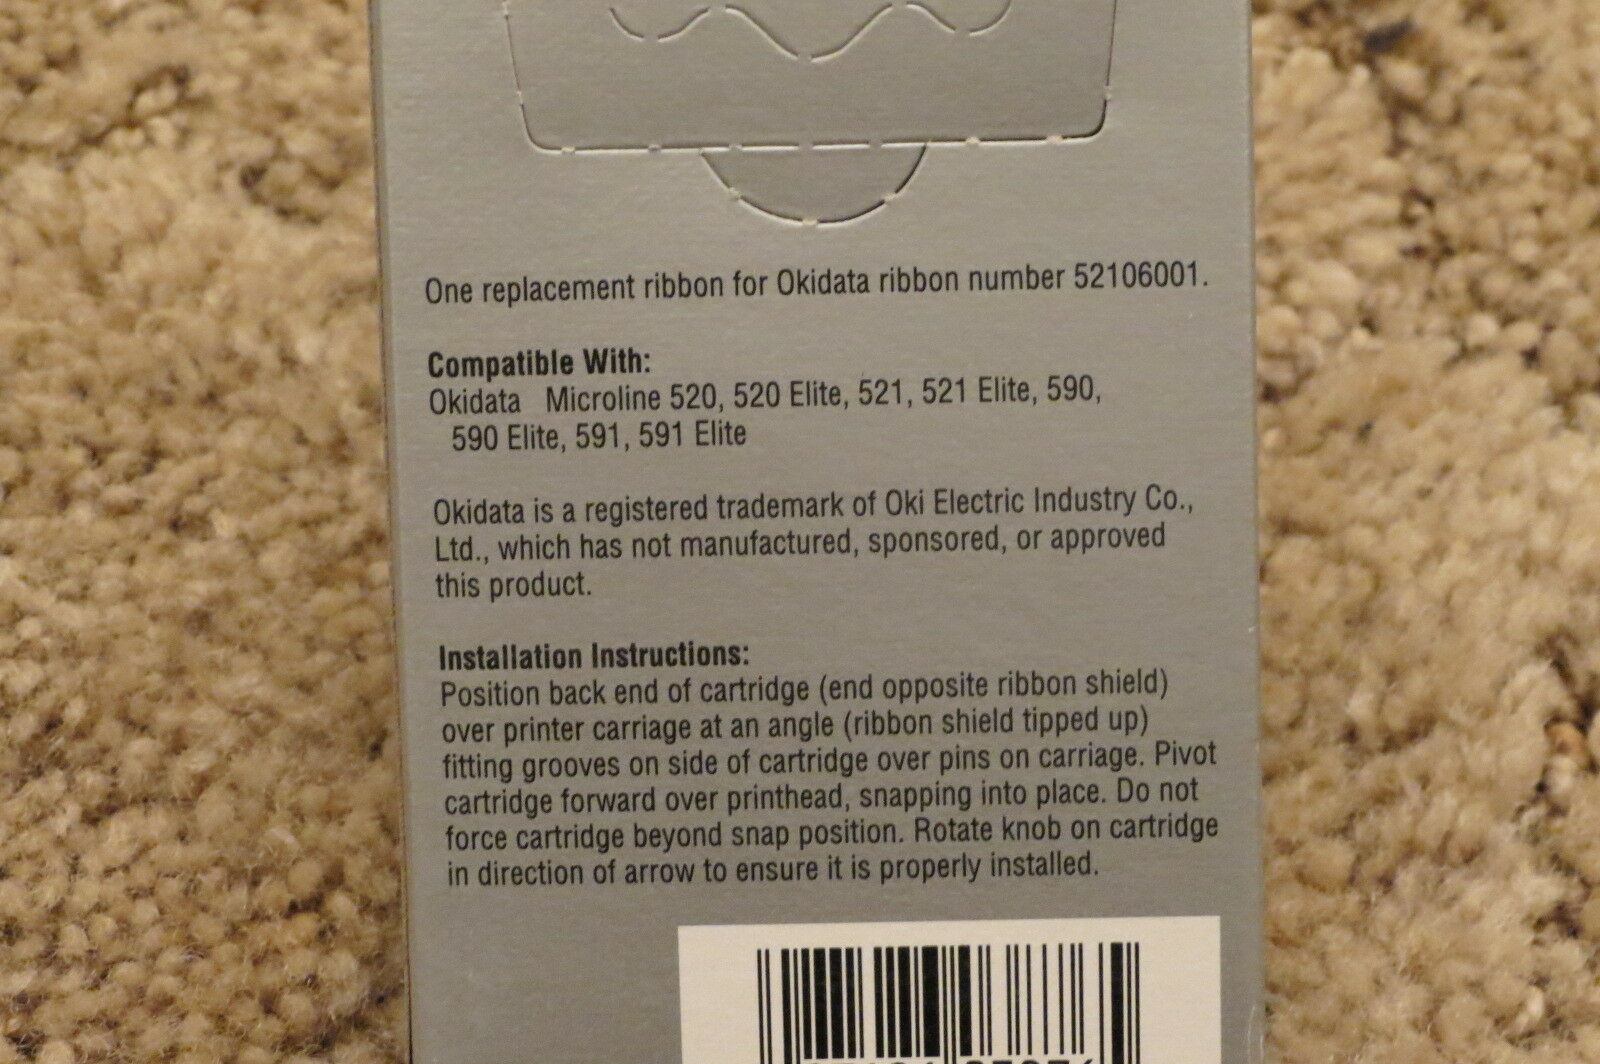 One replacement ribbon for Okidata ribbon number 52106001.
Compatible With:
Okidata Microline 520, 520 Elite, 521, 521 Elite, 590,
590 Elite, 591, 591 Elite
Okidata is a registered trademark of Oki Electric Industry Co.,
Ltd., which has not manufactured, sponsored, or approved
this product.
Installation Instructions:
Position back end of cartridge (end opposite ribbon shield)
over printer carriage at an angle (ribbon shield tipped up)
fitting grooves on side of cartridge over pins on carriage. Pivot
cartridge forward over printhead, snapping into place. Do not
force cartridge beyond snap position. Rotate knob on cartridge
in direction of arrow to ensure it is properly installed.